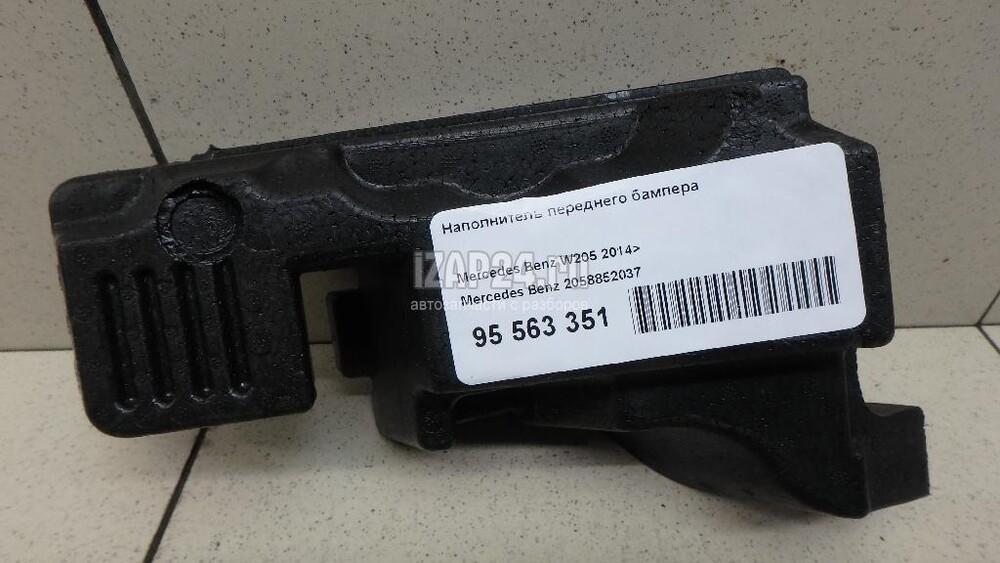 Наполнитель переднего бампера
Mercedes Benz W205 2014>
Mercedes Benz 2058852037
95 563 351
iZAP24.ru
автозапчасти с разборов